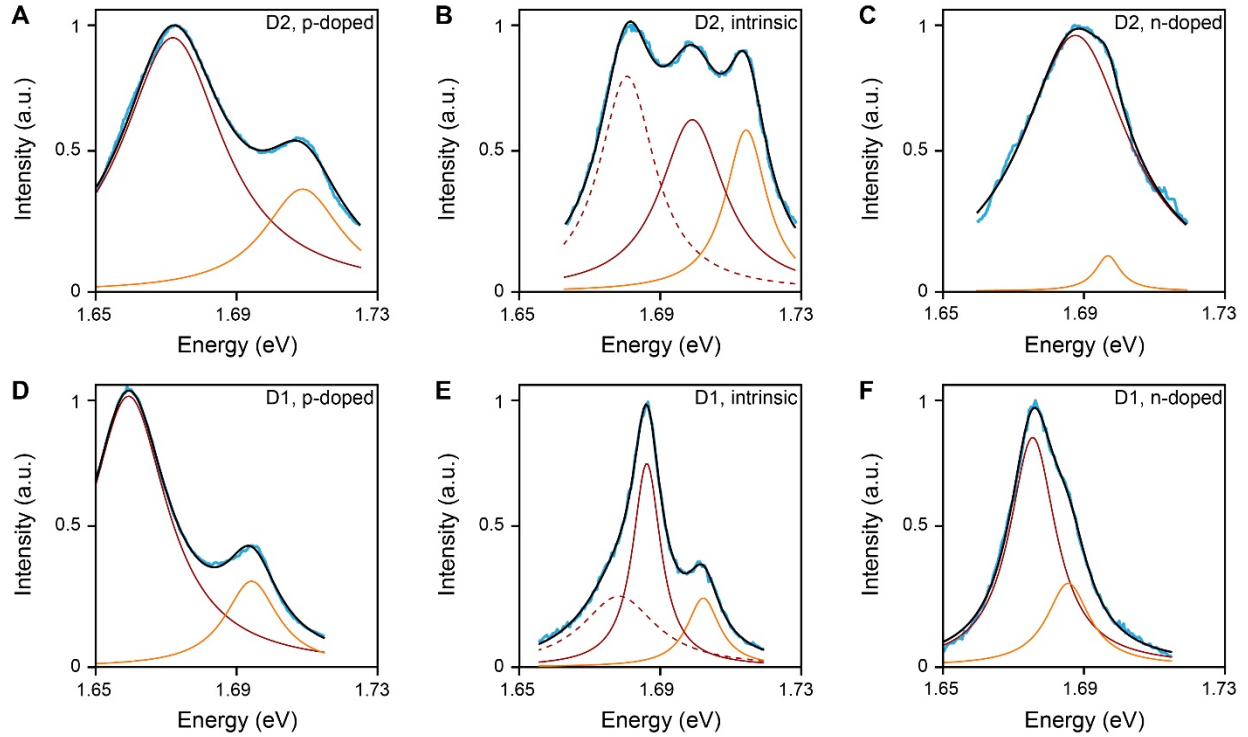 A
D2, p-doped
Intensity (a.u.)
1
0.5
0
1.65
1.69
1.73
Energy (eV)
B
D2, intrinsic
Intensity (a.u.)
1
0.5
0
1.65
1.69
1.73
Energy (eV)
C
D2, n-doped
Intensity (a.u.)
1
0.5
0
1.65
1.69
1.73
Energy (eV)
D
D1, p-doped
Intensity (a.u.)
1
0.5
0
1.65
1.69
1.73
Energy (eV)
E
D1, intrinsic
Intensity (a.u.)
1
0.5
0
1.65
1.69
1.73
Energy (eV)
F
D1, n-doped
Intensity (a.u.)
1
0.5
0
1.65
1.69
1.73
Energy (eV)